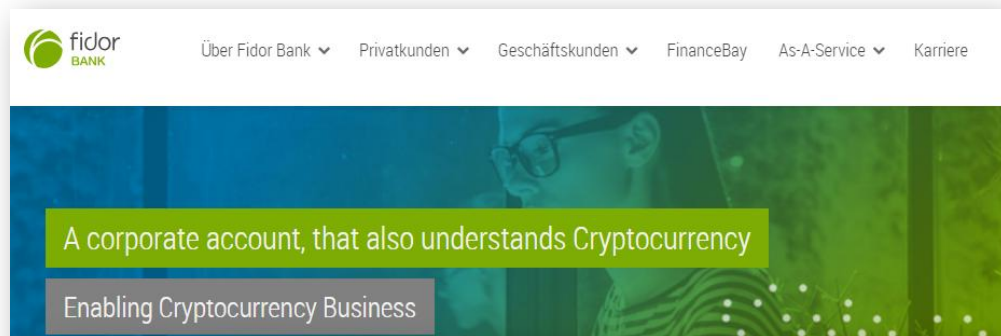 fidor
BANK
Über Fidor Bank Privatkunden Geschäftskunden FinanceBay As-A-Service Karriere
A corporate account, that also understands Cryptocurrency
Enabling Cryptocurrency Business